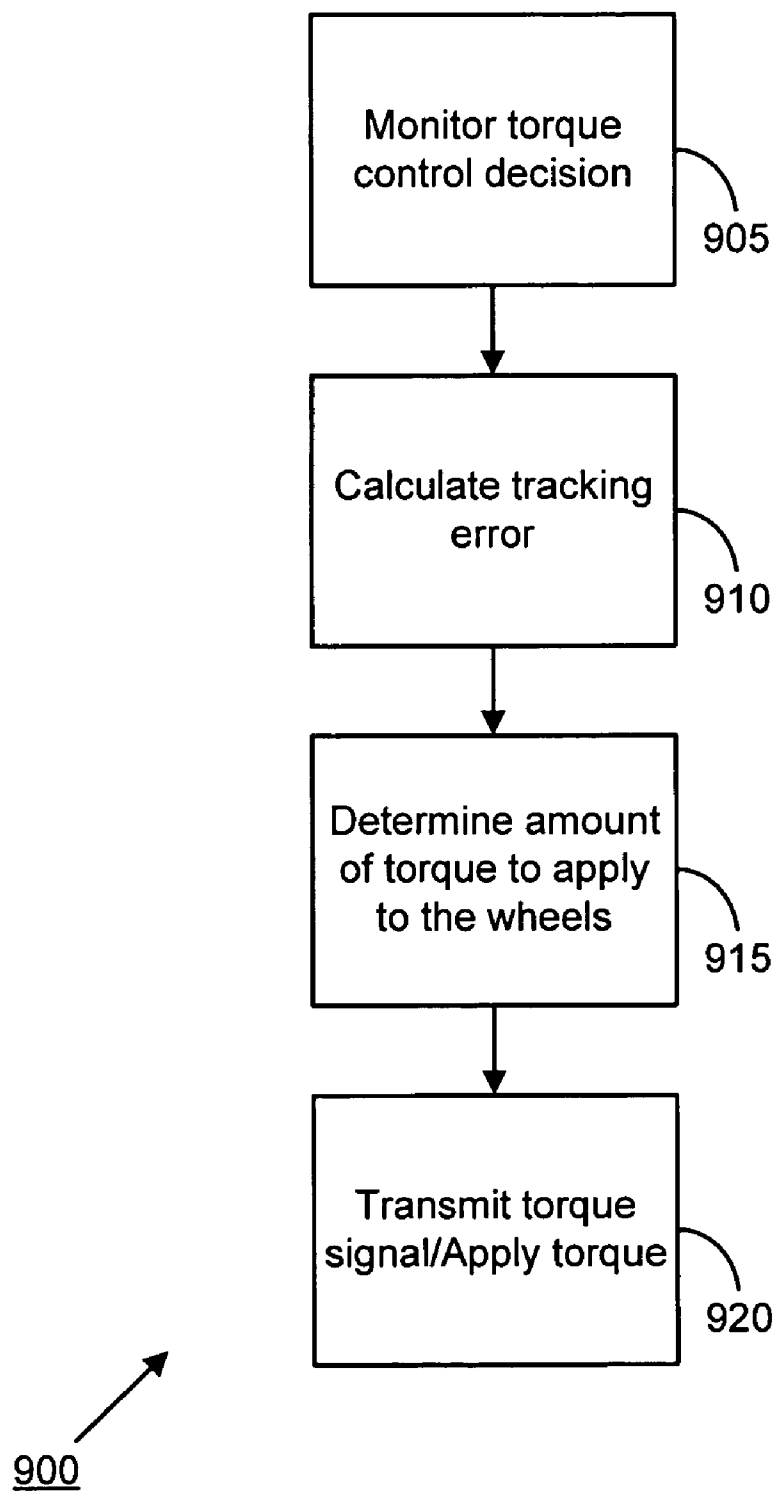 Monitor torque
control decision
905
Calculate tracking
error
910
Determine amount
of torque to apply
to the wheels
915
Transmit torque
signal/Apply torque
920
900